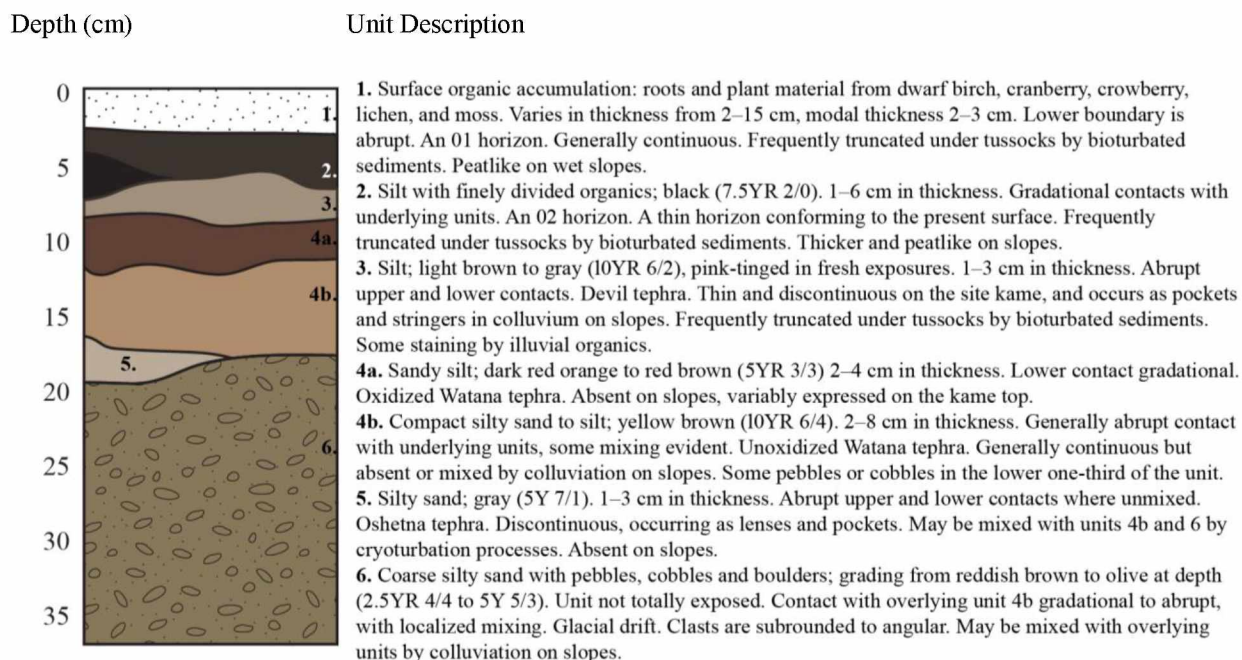 Depth (cm) Unit Description
0
5
10
15
20
25
30
35
1.
2.
3.
4a.
4b.
5.
6.
1. Surface organic accumulation: roots and plant material from dwarf birch, cranberry, crowberry,
lichen, and moss. Varies in thickness from 2–15 cm, modal thickness 2–3 cm. Lower boundary is
abrupt. An 01 horizon. Generally continuous. Frequently truncated under tussocks by bioturbated
sediments. Peatlike on wet slopes.
2. Silt with finely divided organics; black (7.5YR 2/0). 1–6 cm in thickness. Gradational contacts with
underlying units. An 02 horizon. A thin horizon conforming to the present surface. Frequently
truncated under tussocks by bioturbated sediments. Thicker and peatlike on slopes.
3. Silt; light brown to gray (10YR 6/2), pink-tinged in fresh exposures. 1–3 cm in thickness. Abrupt
upper and lower contacts. Devil tephra. Thin and discontinuous on the site kame, and occurs as pockets
and stringers in colluvium on slopes. Frequently truncated under tussocks by bioturbated sediments.
Some staining by illuvial organics.
4a. Sandy silt; dark red orange to red brown (5YR 3/3) 2–4 cm in thickness. Lower contact gradational.
Oxidized Watana tephra. Absent on slopes, variably expressed on the kame top.
4b. Compact silty sand to silt; yellow brown (10YR 6/4). 2–8 cm in thickness. Generally abrupt contact
with underlying units, some mixing evident. Unoxidized Watana tephra. Generally continuous but
absent or mixed by colluviation on slopes. Some pebbles or cobbles in the lower one-third of the unit.
5. Silty sand; gray (5Y 7/1). 1–3 cm in thickness. Abrupt upper and lower contacts where unmixed.
Oshetna tephra. Discontinuous, occurring as lenses and pockets. May be mixed with units 4b and 6 by
cryoturbation processes. Absent on slopes.
6. Coarse silty sand with pebbles, cobbles and boulders; grading from reddish brown to olive at depth
(2.5YR 4/4 to 5Y 5/3). Unit not totally exposed. Contact with overlying unit 4b gradational to abrupt,
with localized mixing. Glacial drift. Clasts are subrounded to angular. May be mixed with overlying
units by colluviation on slopes.